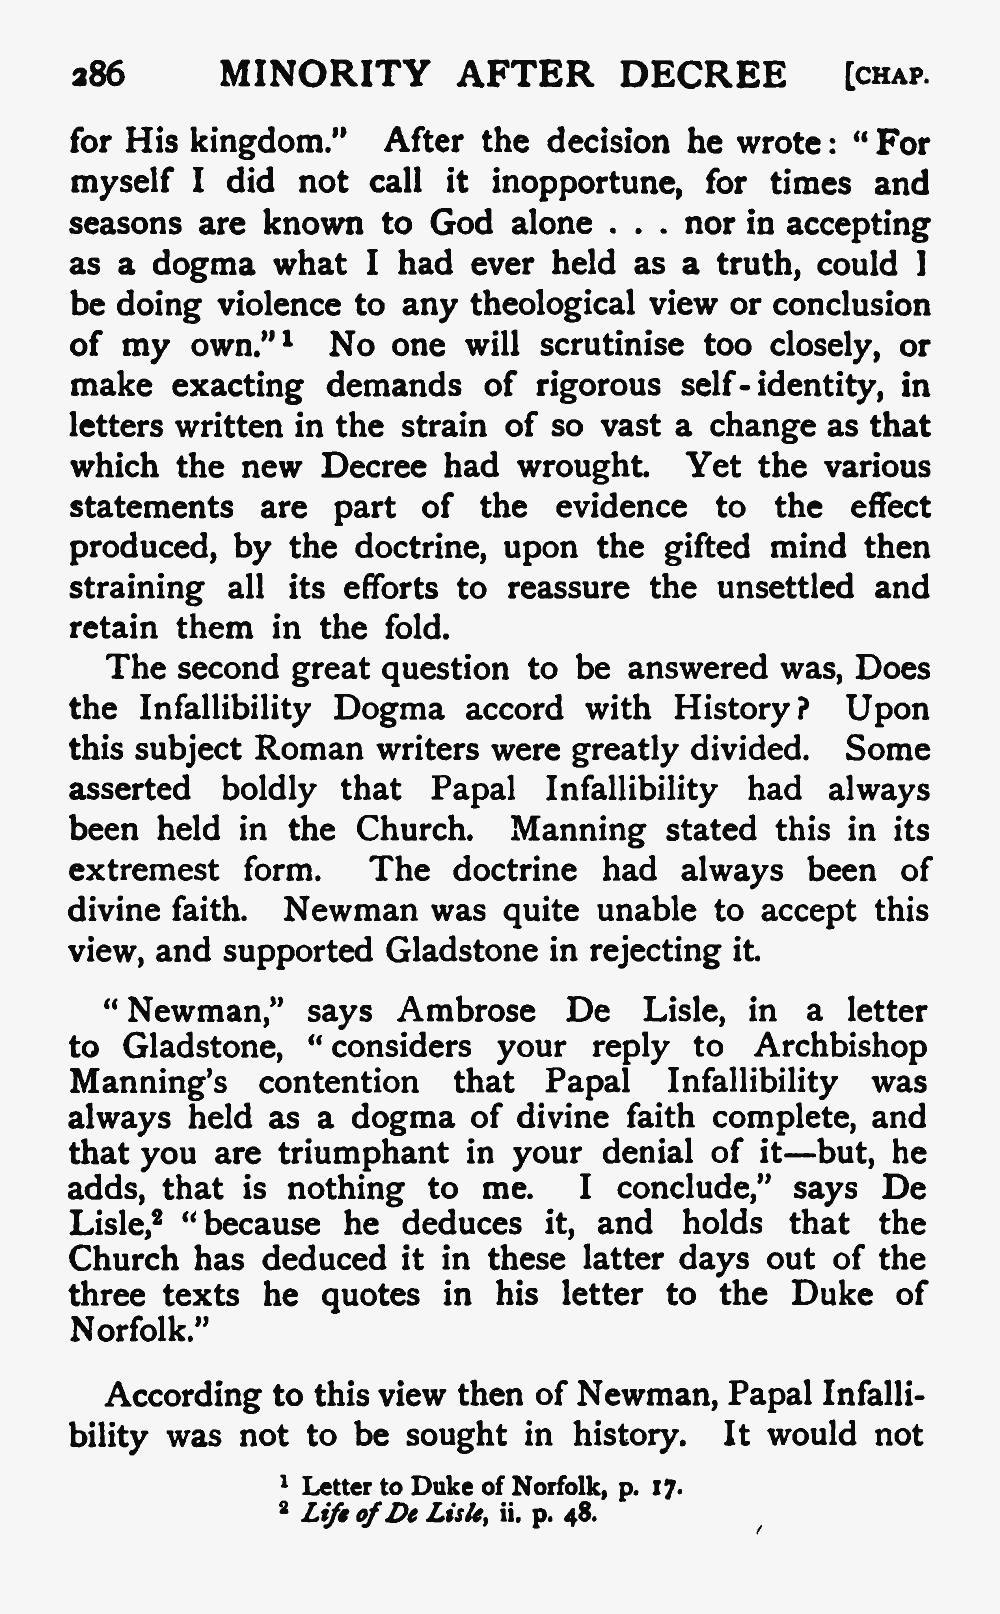 286 MINORITY AFTER DECREE [CHAP.
for His kingdom." After the decision he wrote: "For
myself I did not call it inopportune, for times and
seasons are known to God alone . . . nor in accepting
as a dogma what I had ever held as a truth, could I
be doing violence to any theological view or conclusion
of my own."¹ No one will scrutinise too closely, or
make exacting demands of rigorous self-identity, in
letters written in the strain of so vast a change as that
which the new Decree had wrought. Yet the various
statements are part of the evidence to the effect
produced, by the doctrine, upon the gifted mind then
straining all its efforts to reassure the unsettled and
retain them in the fold.
The second great question to be answered was, Does
the Infallibility Dogma accord with History? Upon
this subject Roman writers were greatly divided. Some
asserted boldly that Papal Infallibility had always
been held in the Church. Manning stated this in its
extremest form. The doctrine had always been of
divine faith. Newman was quite unable to accept this
view, and supported Gladstone in rejecting it.
"Newman," says Ambrose De Lisle, in a letter
to Gladstone, "considers your reply to Archbishop
Manning's contention that Papal Infallibility was
always held as a dogma of divine faith complete, and
that you are triumphant in your denial of it—but, he
adds, that is nothing to me. I conclude," says De
Lisle,² "because he deduces it, and holds that the
Church has deduced it in these latter days out of the
three texts he quotes in his letter to the Duke of
Norfolk."
According to this view then of Newman, Papal Infalli-
bility was not to be sought in history. It would not
¹ Letter to Duke of Norfolk, p. 17.
² Life of De Lisle, ii. p. 48.